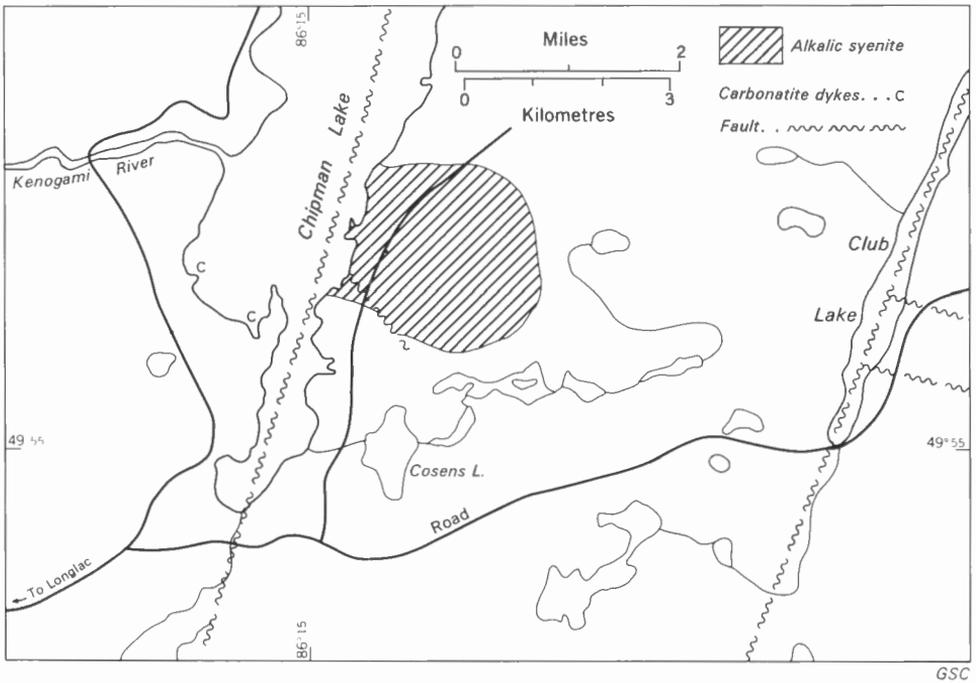 86°15
Miles
0 2
0 3
Kilometres
Alkalic syenite
Carbonatite dykes... C
Fault..
Kenogami River
Chipman Lake
C
C
Club
Lake
49°55
49°55
Cosens L.
Road
← To Longlac
86°15
GSC